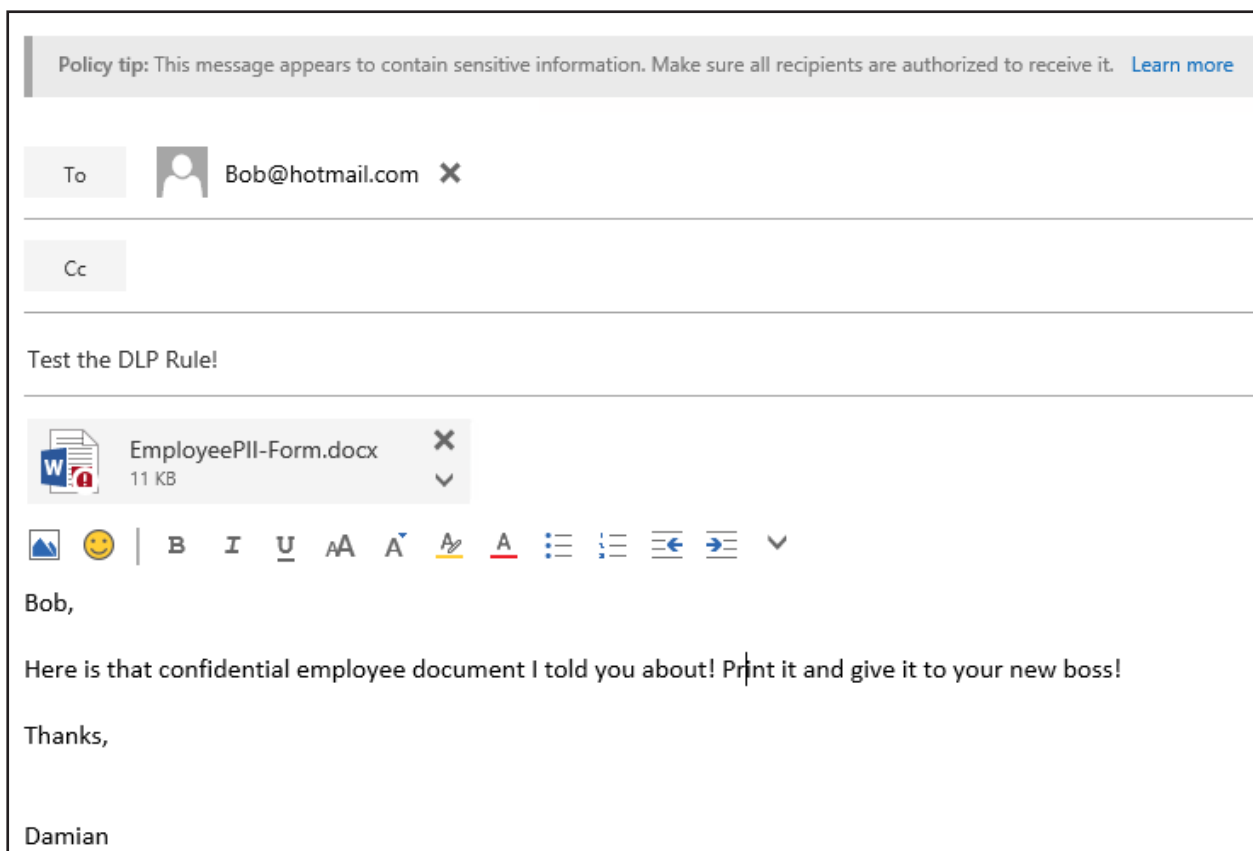 Policy tip: This message appears to contain sensitive information. Make sure all recipients are authorized to receive it. Learn more
To Bob@hotmail.com
Cc
Test the DLP Rule!
EmployeePII-Form.docx
11 KB
B I U AA A A A
Bob,
Here is that confidential employee document I told you about! Print it and give it to your new boss!
Thanks,
Damian